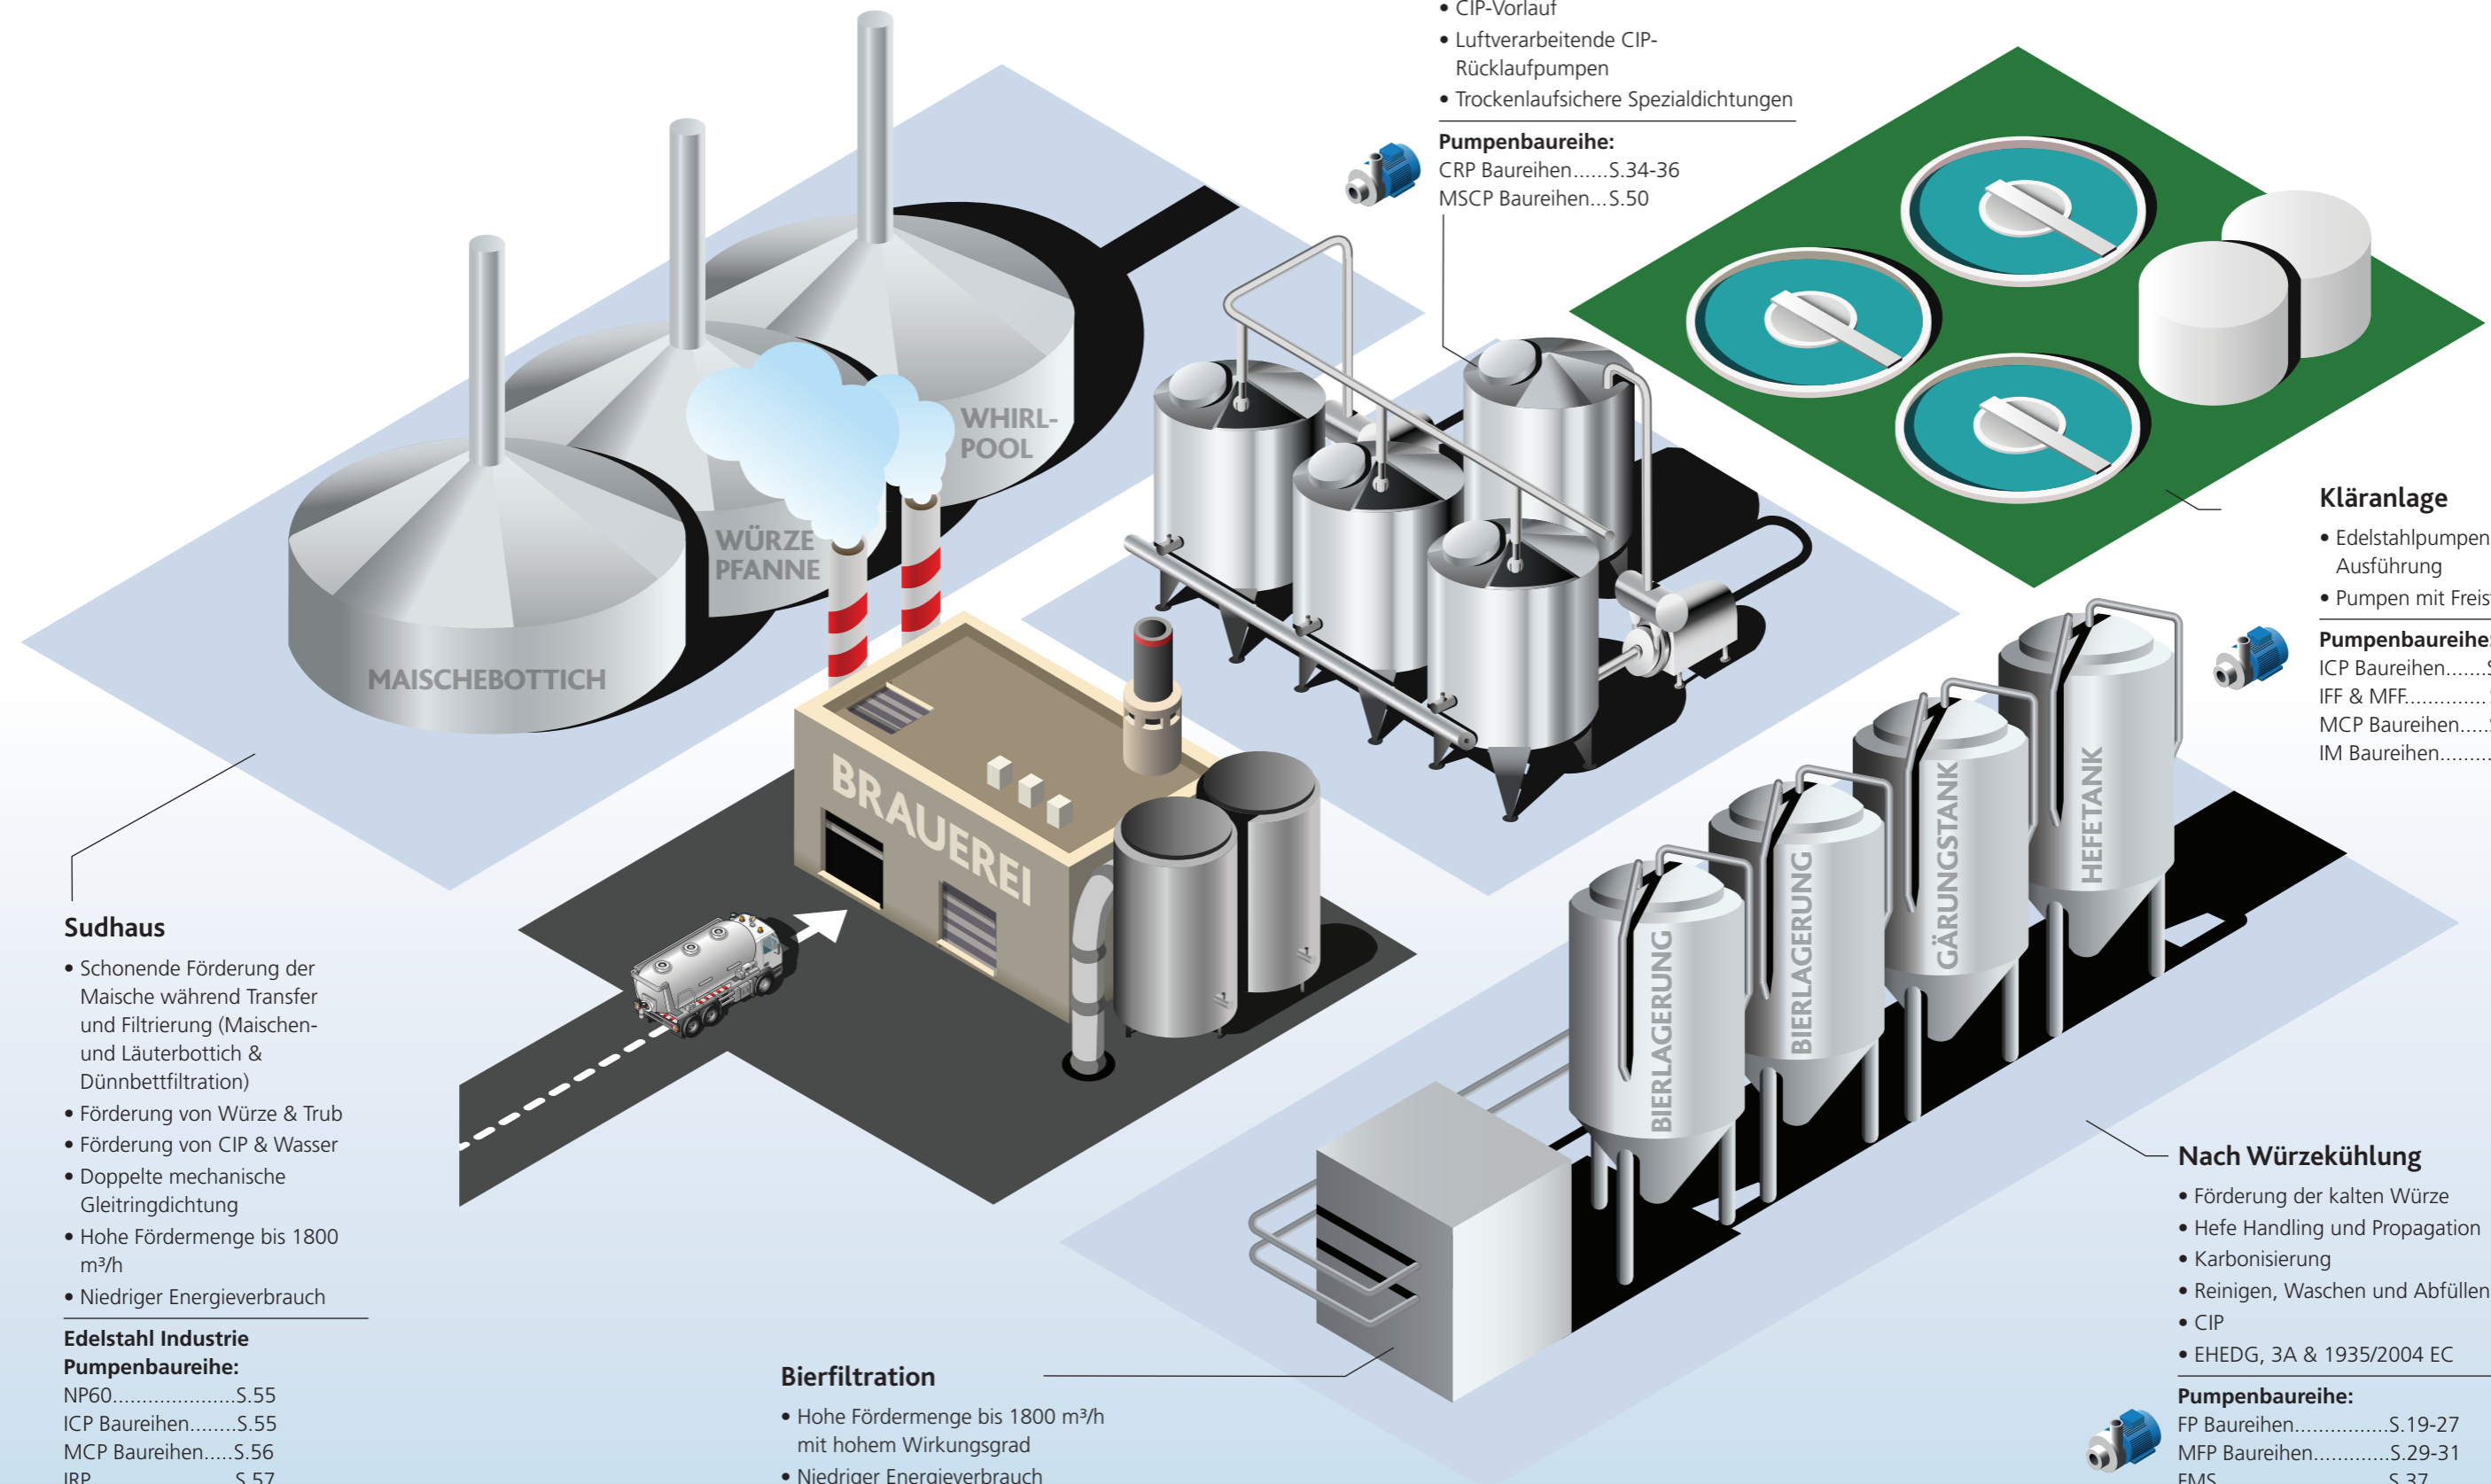 • CIP-Vorlauf
• Luftverarbeitende CIP-
Rücklaufpumpen
• Trockenlaufsichere Spezialdichtungen
Pumpenbaureihe:
CRP Baureihen......S.34-36
MSCP Baureihen...S.50
WHIRL-
POOL
WÜRZE
PFANNE
MAISCHEBOTTICH
BRAUEREI
Kläranlage
• Edelstahlpumpen
Ausführung
• Pumpen mit
Pumpenbaureihe:
ICP Baureihen.......
IFF & MFF..............
MCP Baureihen.....
IM Baureihen.........
HEFETANK
GÄRUNGSTANK
BIERLAGERUNG
BIERLAGERUNG
Sudhaus
• Schonende Förderung der
Maische während Transfer
und Filtrierung (Maischen-
und Läuterbottich &
Dünnbettfiltration)
• Förderung von Würze & Trub
• Förderung von CIP & Wasser
• Doppelte mechanische
Gleitringdichtung
• Hohe Fördermenge bis 1800
m³/h
• Niedriger Energieverbrauch
Edelstahl Industrie
Pumpenbaureihe:
NP60.....................S.55
ICP Baureihen........S.55
MCP Baureihen.....S.56
IRP........................S.57
Bierfiltration
• Hohe Fördermenge bis 1800 m³/h
mit hohem Wirkungsgrad
• Niedriger Energieverbrauch
Nach Würzekühlung
• Förderung der kalten Würze
• Hefe Handling und Propagation
• Karbonisierung
• Reinigen, Waschen und Abfüllen
• CIP
• EHEDG, 3A & 1935/2004 EC
Pumpenbaureihe:
FP Baureihen................S.19-27
MFP Baureihen.............S.29-31
FMS.............................S.37